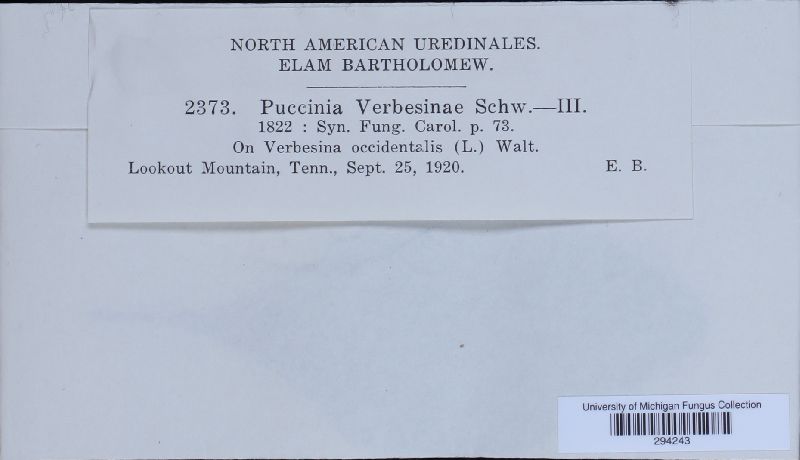 NORTH AMERICAN UREDINALES.
ELAM BARTHOLOMEW.
2373. Puccinia Verbesinae Schw.—III.
1822 : Syn. Fung. Carol. p. 73.
On Verbesina occidentalis (L.) Walt.
Lookout Mountain, Tenn., Sept. 25, 1920. E. B.
University of Michigan Fungus Collection
294243